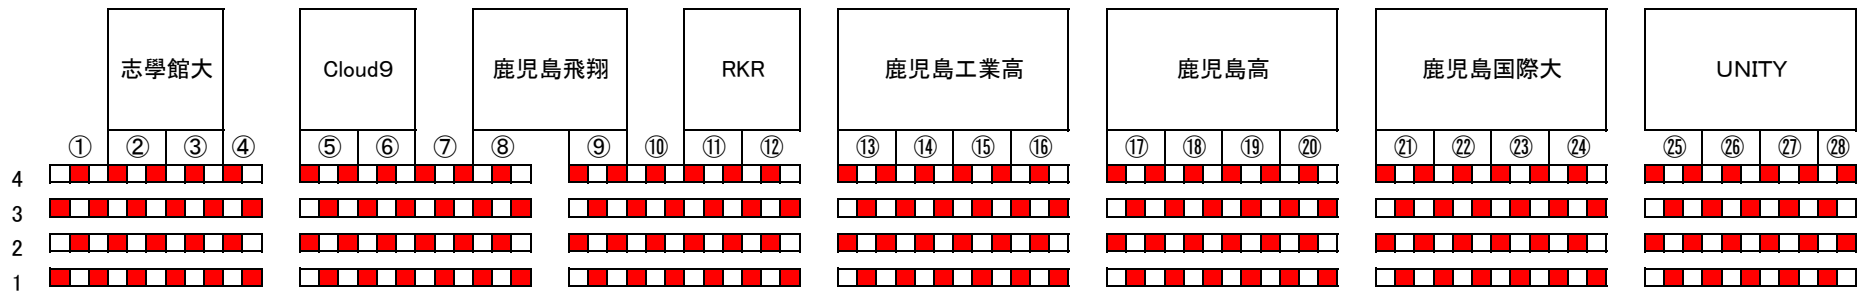 志學館大 Cloud9 鹿児島飛翔 RKR 鹿児島工業高 鹿児島高 鹿児島国際大 UNITY
① ② ③ ④ ⑤ ⑥ ⑦ ⑧ ⑨ ⑩ ⑪ ⑫ ⑬ ⑭ ⑮ ⑯ ⑰ ⑱ ⑲ ⑳ ㉑ ㉒ ㉓ ㉔ ㉕ ㉖ ㉗ ㉘
4
3
2
1